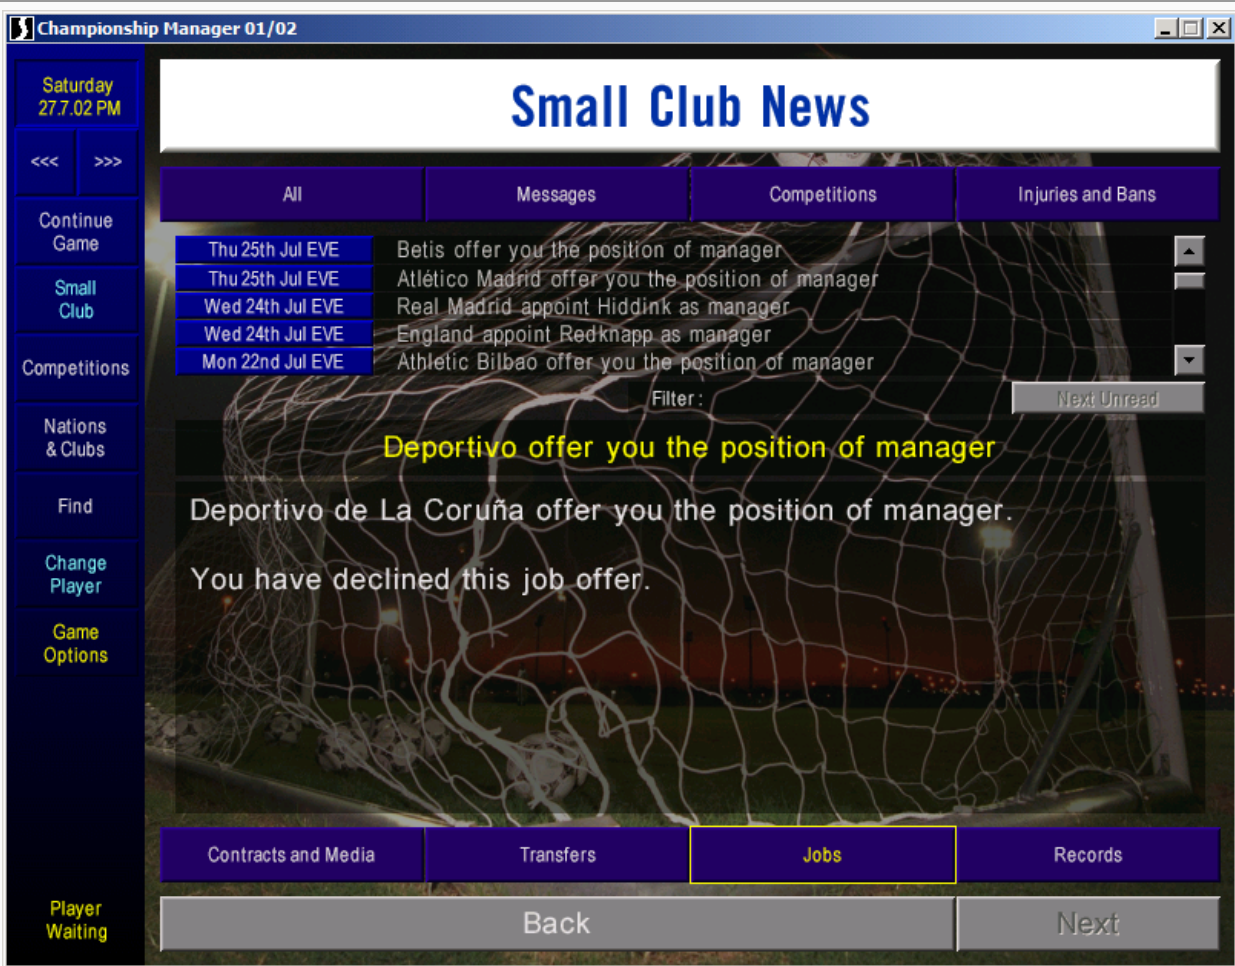 Championship Manager 01/02
Saturday
27.7.02 PM
<<< >>>
Continue
Game
Small
Club
Competitions
Nations
& Clubs
Find
Change
Player
Game
Options
Player
Waiting
Small Club News
All Messages Competitions Injuries and Bans
Thu 25th Jul EVE Betis offer you the position of manager
Thu 25th Jul EVE Atlético Madrid offer you the position of manager
Wed 24th Jul EVE Real Madrid appoint Hiddink as manager
Wed 24th Jul EVE England appoint Redknapp as manager
Mon 22nd Jul EVE Athletic Bilbao offer you the position of manager
Filter : Next Unread
Deportivo offer you the position of manager
Deportivo de La Coruña offer you the position of manager.
You have declined this job offer.
Contracts and Media Transfers Jobs Records
Back Next